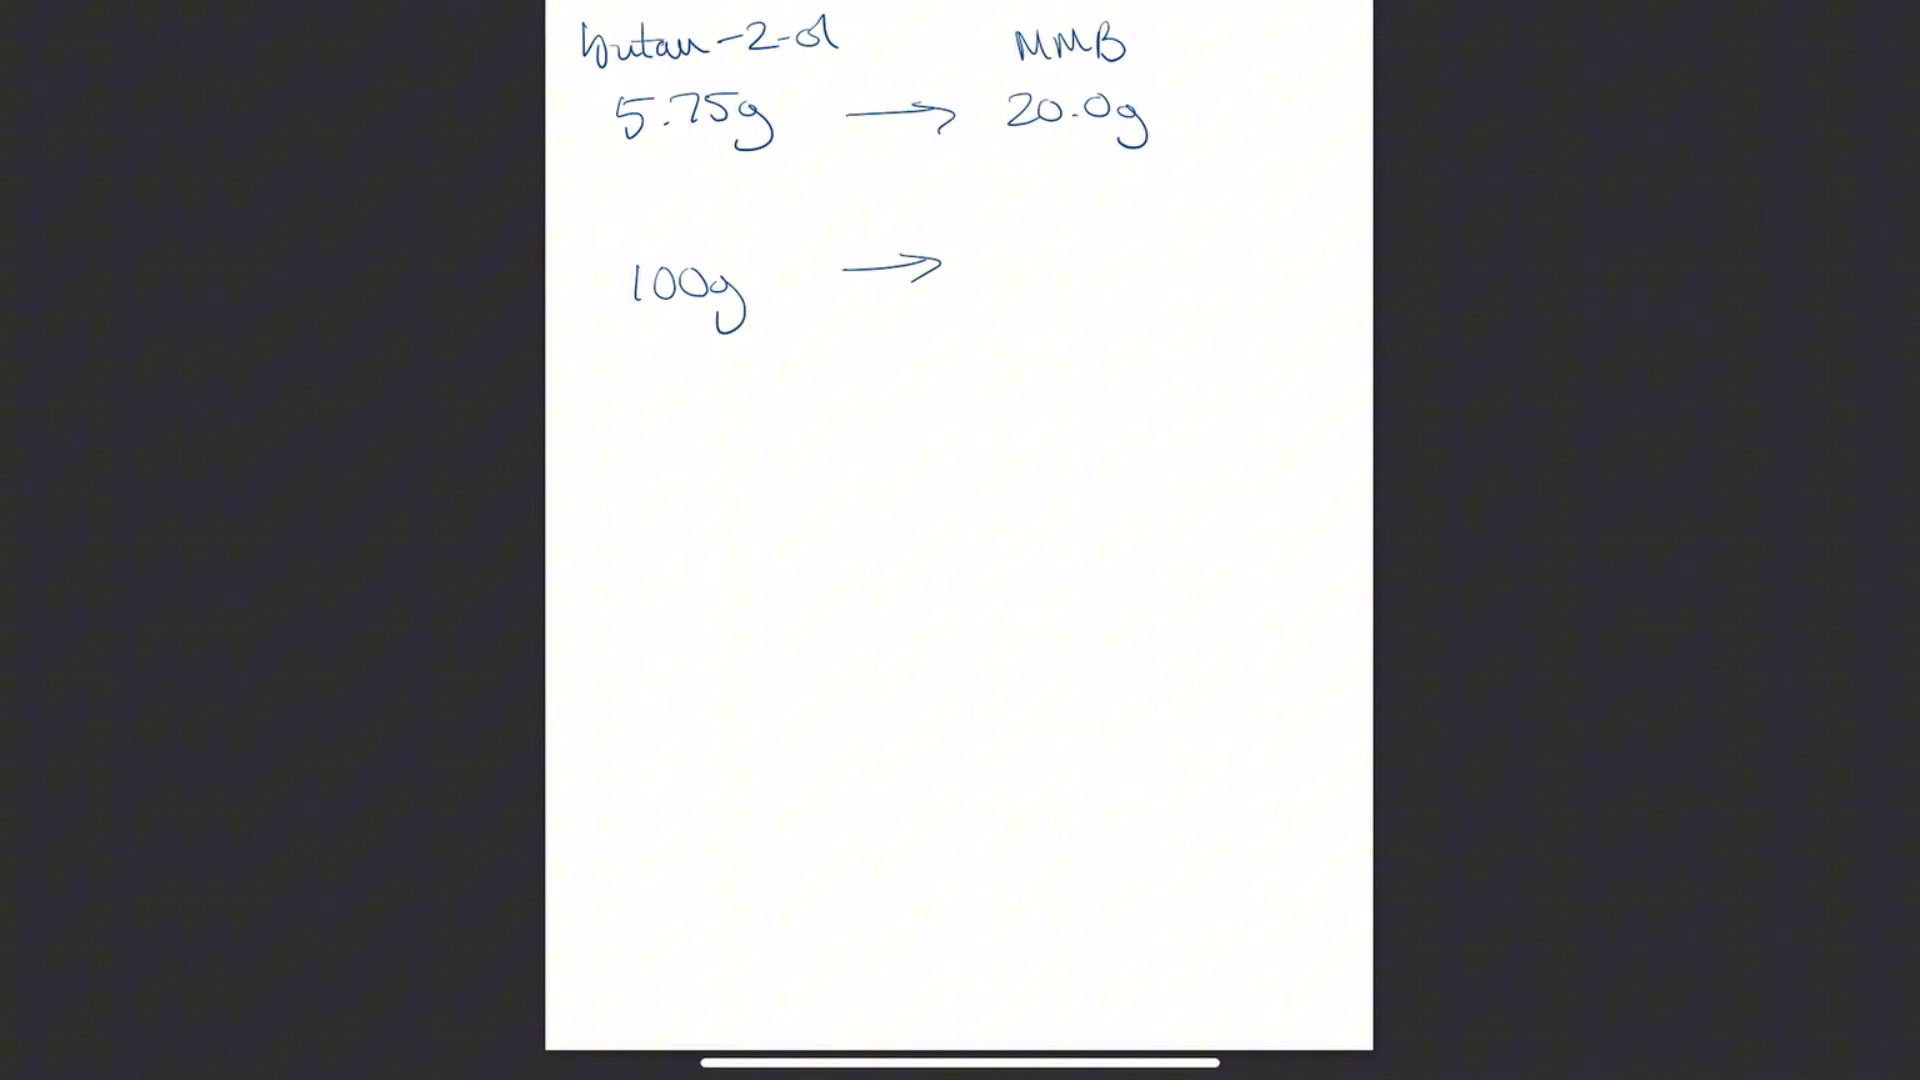 butan-2-ol MMB
5.75g → 20.0g
100g →